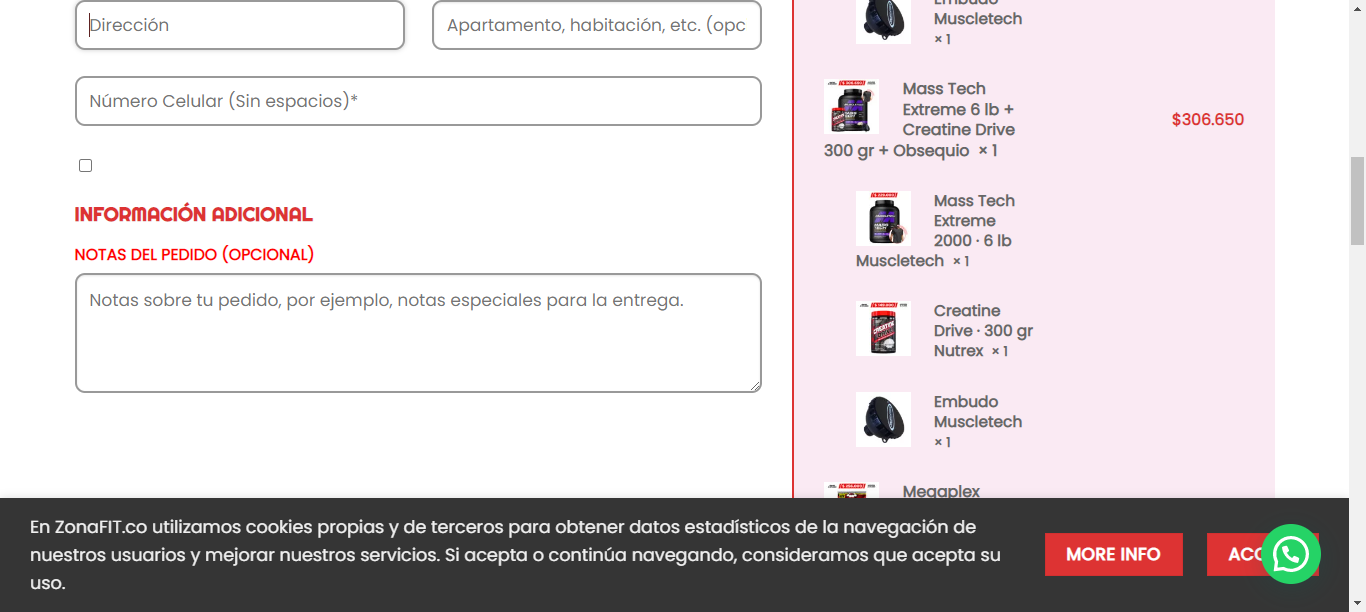 Dirección
Apartamento, habitación, etc. (opc
Número Celular (Sin espacios)*
INFORMACIÓN ADICIONAL
NOTAS DEL PEDIDO (OPCIONAL)
Notas sobre tu pedido, por ejemplo, notas especiales para la entrega.
Embudo
Muscletech
× 1
Mass Tech
Extreme 6 lb +
Creatine Drive
300 gr + Obsequio × 1
$306.650
Mass Tech
Extreme
2000 · 6 lb
Muscletech × 1
Creatine
Drive · 300 gr
Nutrex × 1
Embudo
Muscletech
× 1
Megaplex
En ZonaFIT.co utilizamos cookies propias y de terceros para obtener datos estadísticos de la navegación de
nuestros usuarios y mejorar nuestros servicios. Si acepta o continúa navegando, consideramos que acepta su
uso.
MORE INFO
ACC